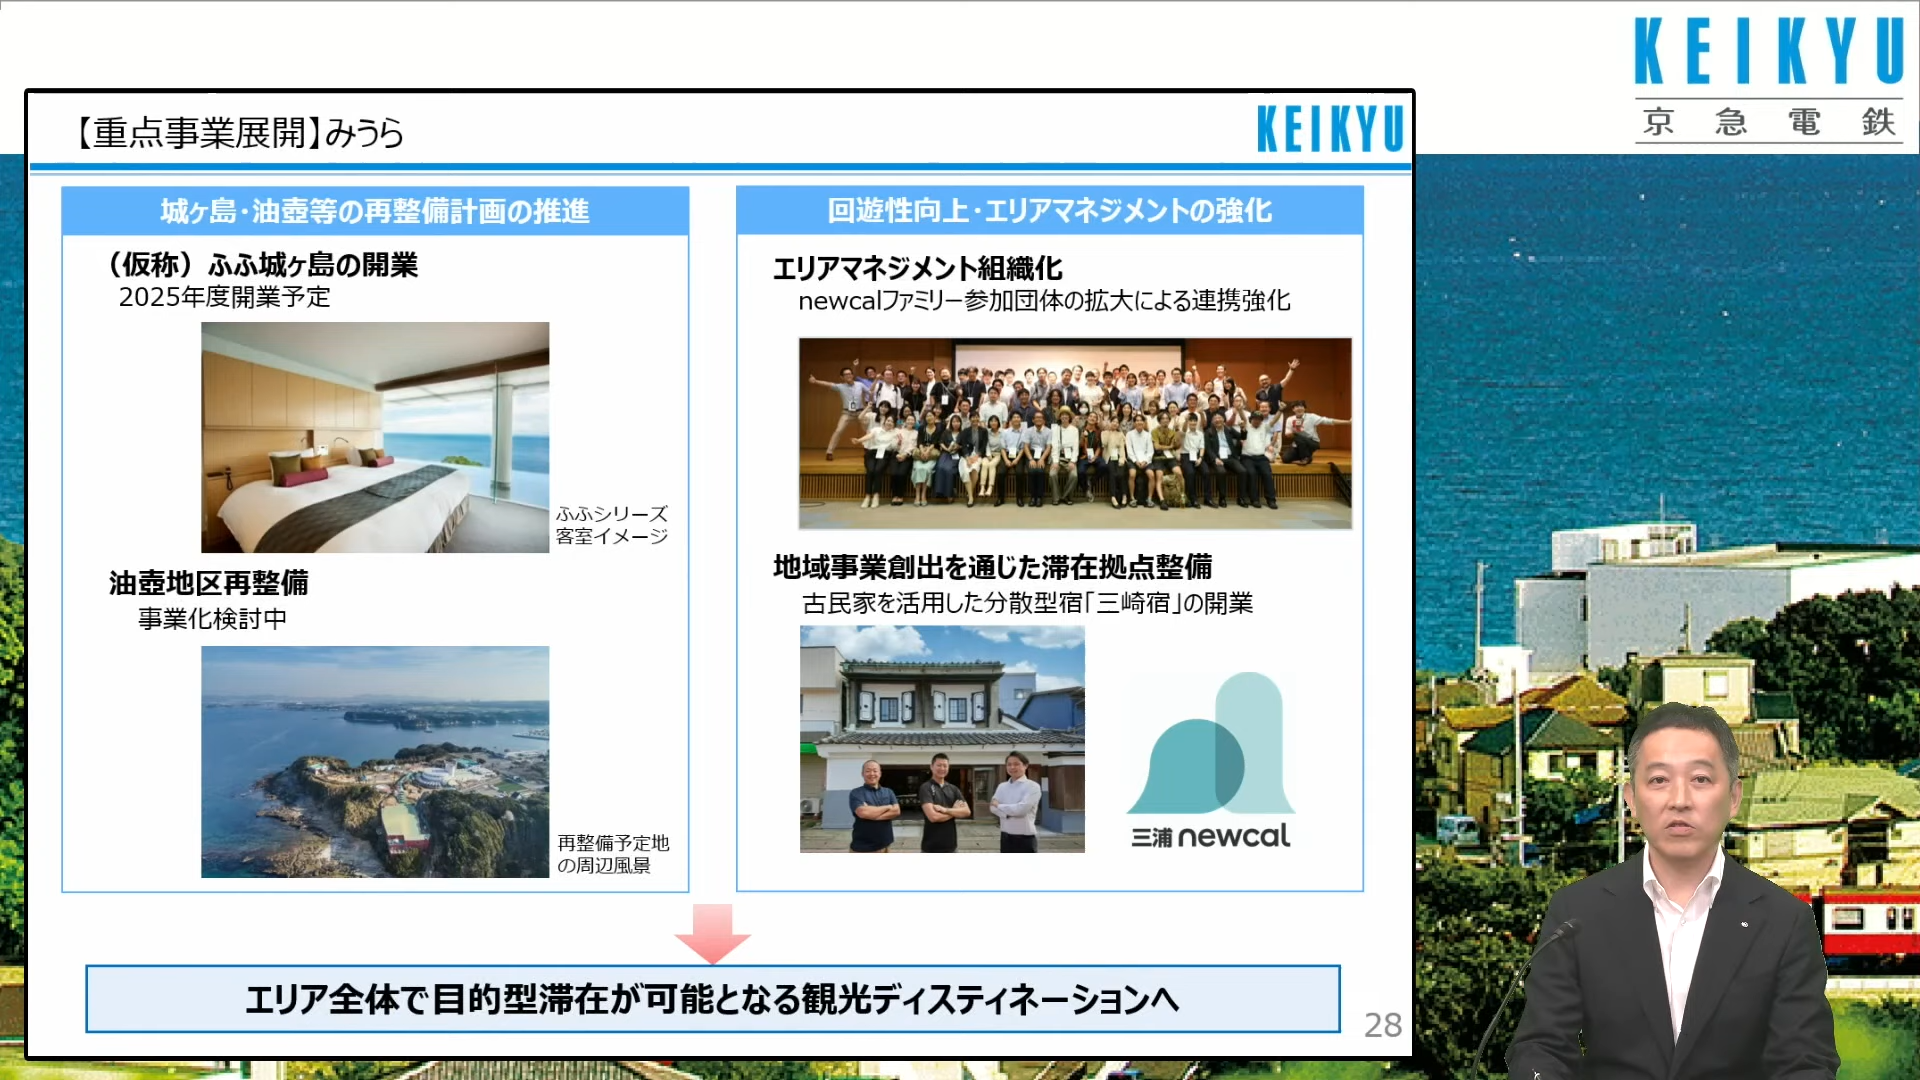 KEIKYU
京急電鉄
【重点事業展開】みうら
KEIKYU
城ヶ島・油壺等の再整備計画の推進
（仮称）ふふ城ヶ島の開業
2025年度開業予定
ふふシリーズ
客室イメージ
油壺地区再整備
事業化検討中
再整備予定地
の周辺風景
回遊性向上・エリアマネジメントの強化
エリアマネジメント組織化
newcalファミリー参加団体の拡大による連携強化
地域事業創出を通じた滞在拠点整備
古民家を活用した分散型宿「三崎宿」の開業
三浦newcal
エリア全体で目的型滞在が可能となる観光ディスティネーションへ
28